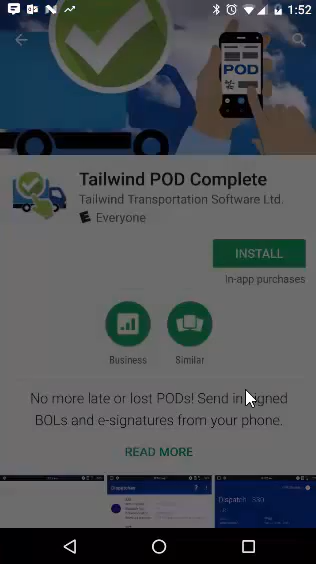 1:52
POD
Tailwind POD Complete
Tailwind Transportation Software Ltd.
Everyone
INSTALL
In-app purchases
Business
Similar
No more late or lost PODs! Send in signed
BOLs and e-signatures from your phone.
READ MORE
Dispatcher
Dispatch - 330